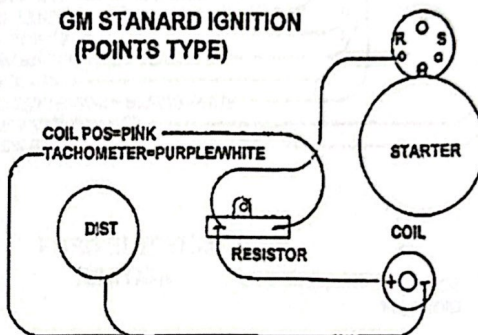 GM STANARD IGNITION
(POINTS TYPE)
R S
COIL POS=PINK
TACHOMETER=PURPLE/WHITE
STARTER
DIST
RESISTOR
COIL
+ -